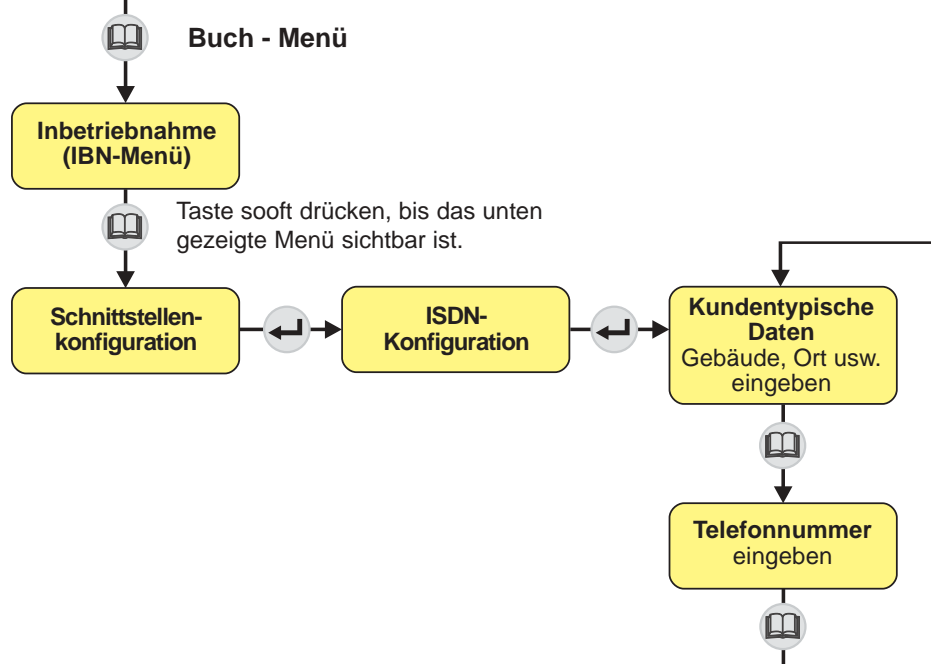 Buch - Menü
Inbetriebnahme
(IBN-Menü)
Taste sooft drücken, bis das unten
gezeigte Menü sichtbar ist.
Schnittstellen-
konfiguration
ISDN-
Konfiguration
Kundentypische
Daten
Gebäude, Ort usw.
eingeben
Telefonnummer
eingeben